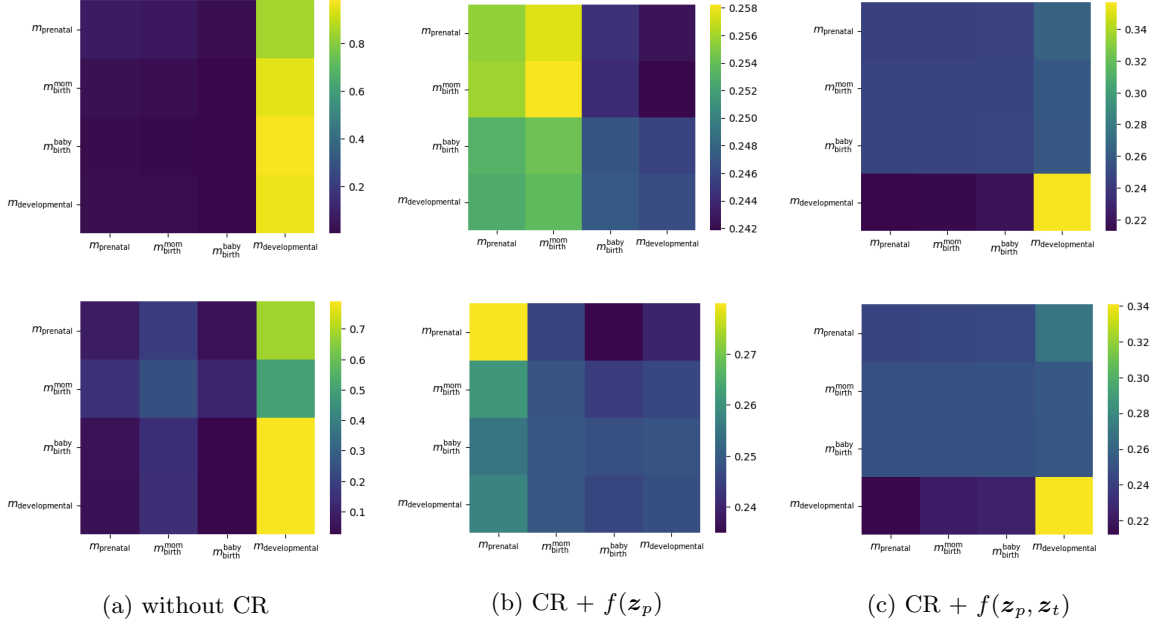 m_prenatal
m_birth^mom
m_birth^baby
m_developmental
m_prenatal m_birth^mom m_birth^baby m_developmental
0.8
0.6
0.4
0.2
m_prenatal
m_birth^mom
m_birth^baby
m_developmental
m_prenatal m_birth^mom m_birth^baby m_developmental
0.258
0.256
0.254
0.252
0.250
0.248
0.246
0.244
0.242
m_prenatal
m_birth^mom
m_birth^baby
m_developmental
m_prenatal m_birth^mom m_birth^baby m_developmental
0.34
0.32
0.30
0.28
0.26
0.24
0.22
m_prenatal
m_birth^mom
m_birth^baby
m_developmental
m_prenatal m_birth^mom m_birth^baby m_developmental
0.7
0.6
0.5
0.4
0.3
0.2
0.1
m_prenatal
m_birth^mom
m_birth^baby
m_developmental
m_prenatal m_birth^mom m_birth^baby m_developmental
0.27
0.26
0.25
0.24
m_prenatal
m_birth^mom
m_birth^baby
m_developmental
m_prenatal m_birth^mom m_birth^baby m_developmental
0.34
0.32
0.30
0.28
0.26
0.24
0.22
(a) without CR
(b) CR + f(z_p)
(c) CR + f(z_p, z_t)